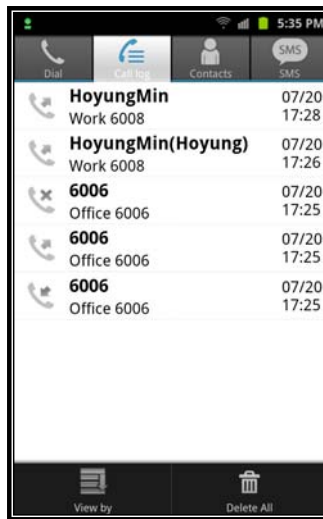 5:35 PM
Dial Call log Contacts SMS SMS
HoyungMin 07/20
Work 6008 17:28
HoyungMin(Hoyung) 07/20
Work 6008 17:26
6006 07/20
Office 6006 17:25
6006 07/20
Office 6006 17:25
6006 07/20
Office 6006 17:25
View by Delete All